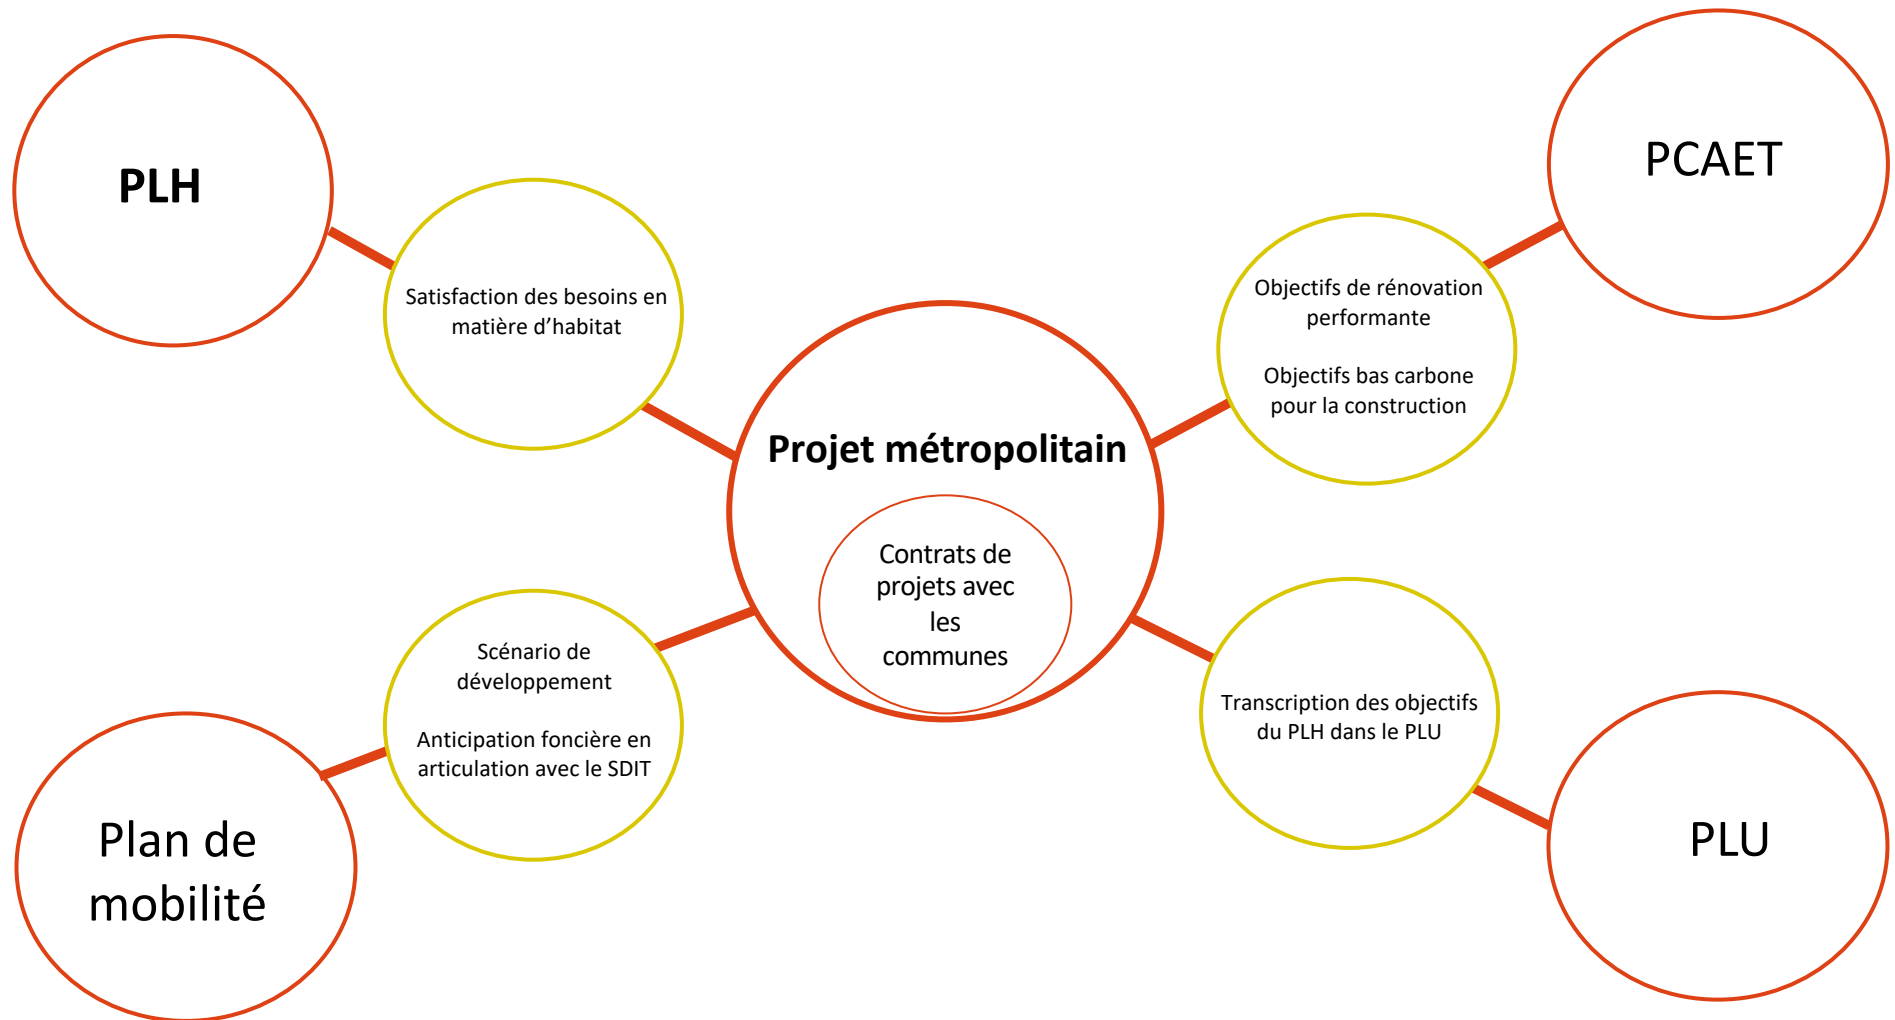 PLH
PCAET
Satisfaction des besoins en
matière d’habitat
Objectifs de rénovation
performante
Objectifs bas carbone
pour la construction
Projet métropolitain
Contrats de
projets avec
les
communes
Scénario de
développement
Anticipation foncière en
articulation avec le SDIT
Transcription des objectifs
du PLH dans le PLU
Plan de
mobilité
PLU